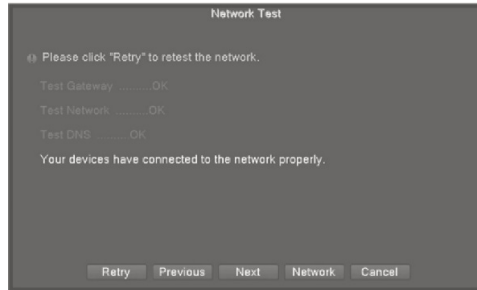 Network Test
Please click "Retry" to retest the network.
Test Gateway .........OK
Test Network .........OK
Test DNS .........OK
Your devices have connected to the network properly.
Retry Previous Next Network Cancel